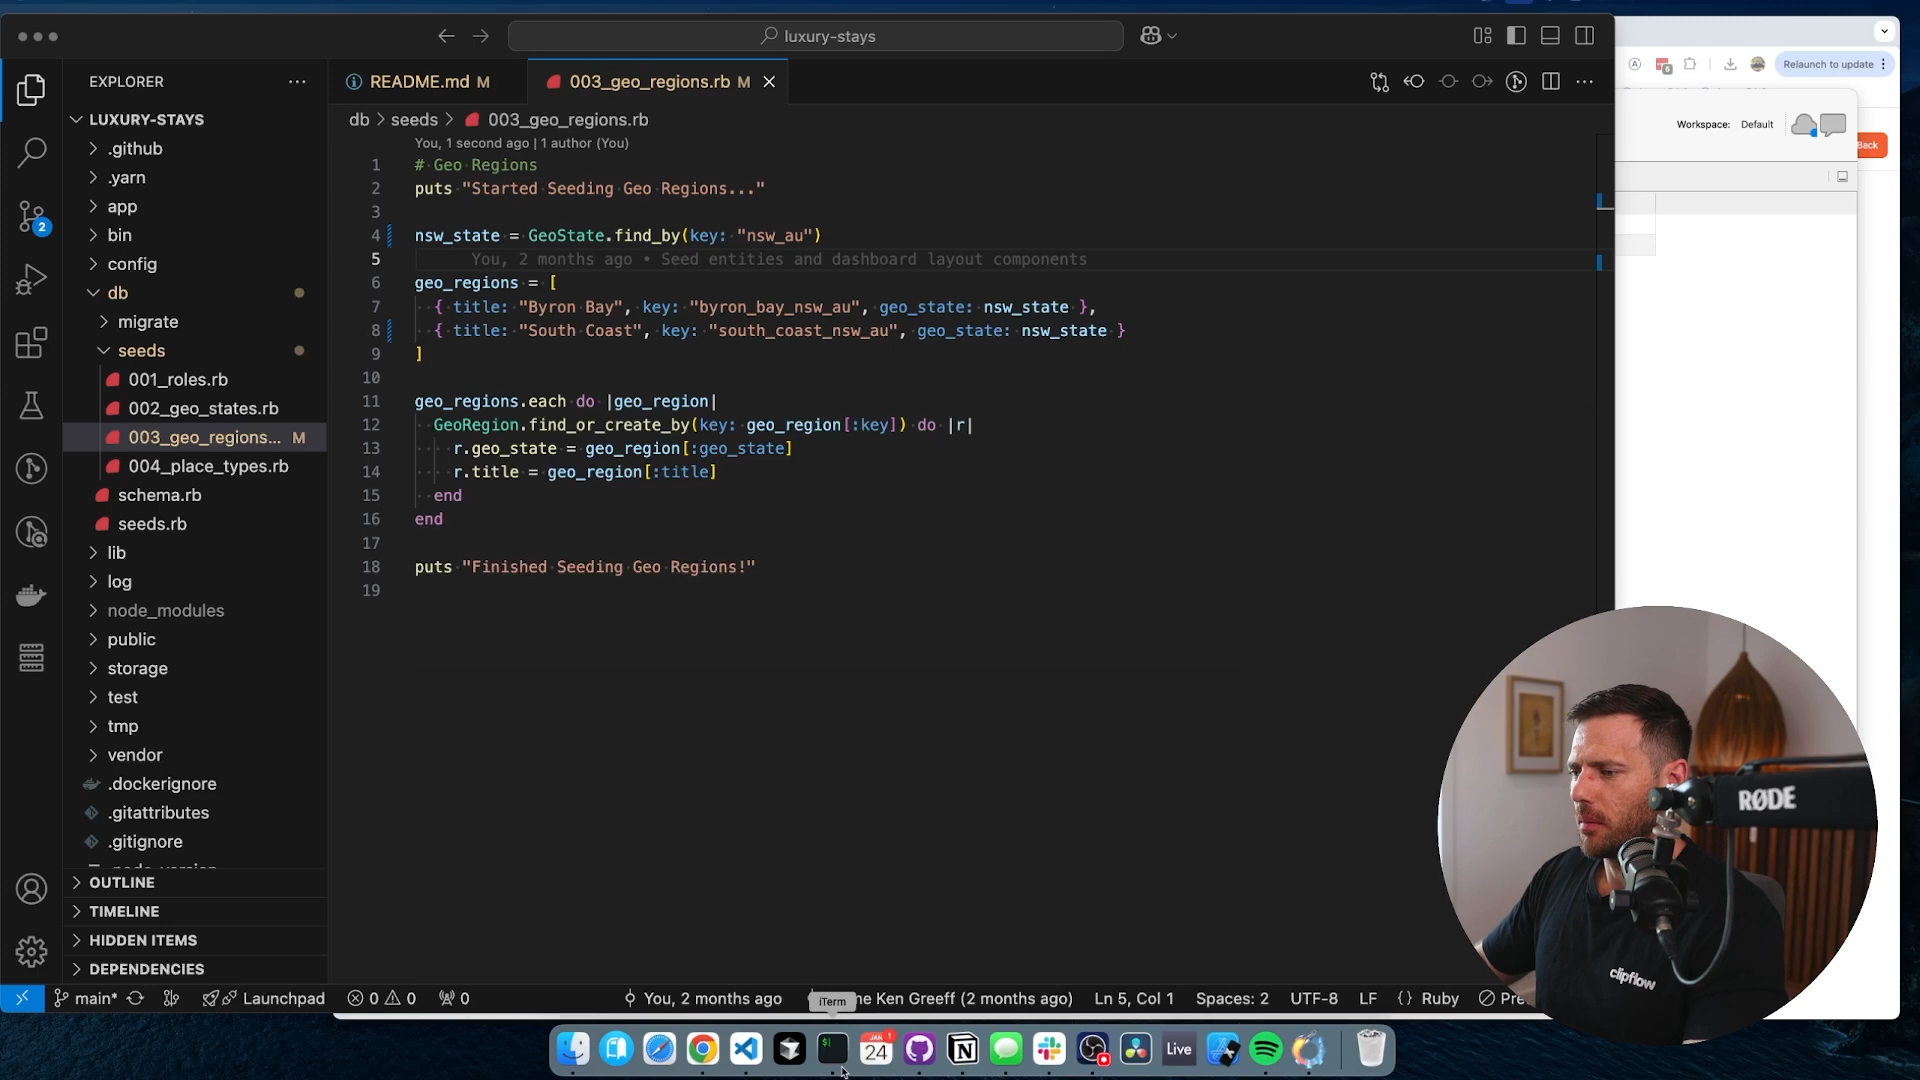 luxury-stays
Relaunch to update
EXPLORER
README.md M
003_geo_regions.rb M
Workspace: Default
Back
LUXURY-STAYS
.github
.yarn
app
bin
config
db
migrate
seeds
001_roles.rb
002_geo_states.rb
003_geo_regions... M
004_place_types.rb
schema.rb
seeds.rb
lib
log
node_modules
public
storage
test
tmp
vendor
.dockerignore
.gitattributes
.gitignore
OUTLINE
TIMELINE
HIDDEN ITEMS
DEPENDENCIES
2
db > seeds > 003_geo_regions.rb
You, 1 second ago | 1 author (You)
1 # Geo Regions
2 puts "Started Seeding Geo Regions..."
3
4 nsw_state = GeoState.find_by(key: "nsw_au")
5 You, 2 months ago • Seed entities and dashboard layout components
6 geo_regions = [
7 { title: "Byron Bay", key: "byron_bay_nsw_au", geo_state: nsw_state },
8 { title: "South Coast", key: "south_coast_nsw_au", geo_state: nsw_state }
9 ]
10
11 geo_regions.each do |geo_region|
12 GeoRegion.find_or_create_by(key: geo_region[:key]) do |r|
13 r.geo_state = geo_region[:geo_state]
14 r.title = geo_region[:title]
15 end
16 end
17
18 puts "Finished Seeding Geo Regions!"
19
RØDE
clipflow
main* Launchpad 0 0 0 You, 2 months ago Ken Greeff (2 months ago) Ln 5, Col 1 Spaces: 2 UTF-8 LF {} Ruby
iTerm
JAN
24
1
Live